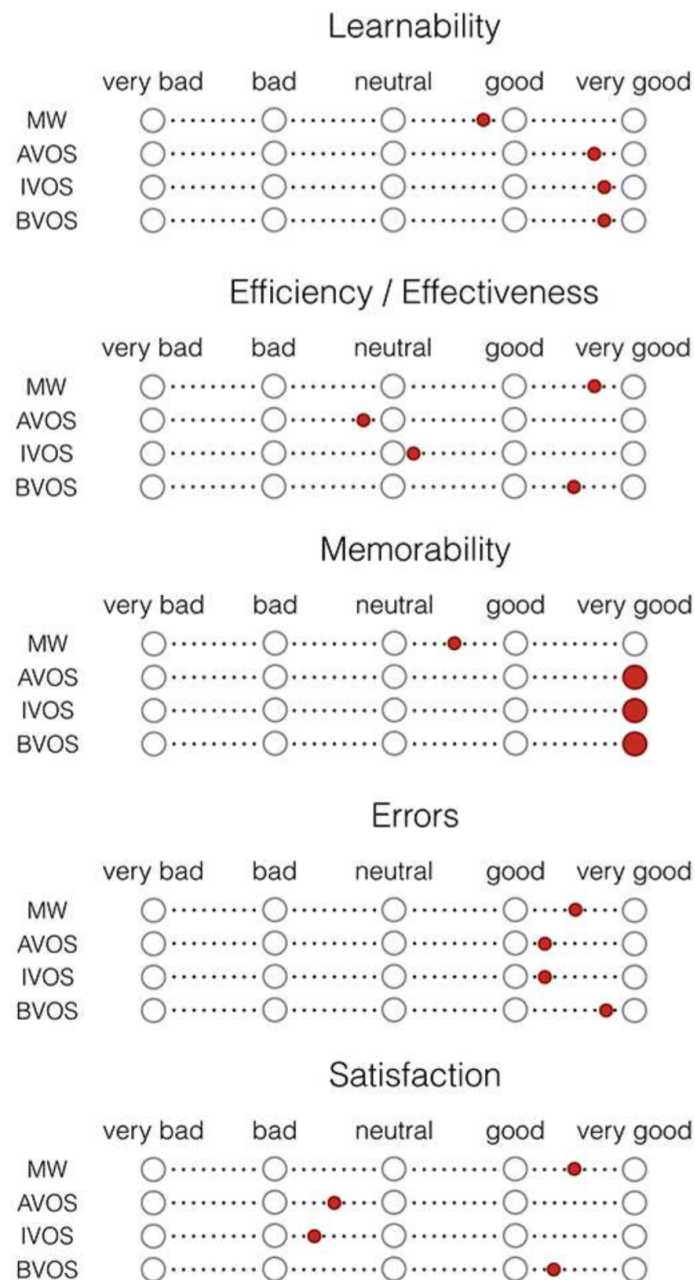 Learnability
very bad bad neutral good very good
MW
AVOS
IVOS
BVOS
Efficiency / Effectiveness
very bad bad neutral good very good
MW
AVOS
IVOS
BVOS
Memorability
very bad bad neutral good very good
MW
AVOS
IVOS
BVOS
Errors
very bad bad neutral good very good
MW
AVOS
IVOS
BVOS
Satisfaction
very bad bad neutral good very good
MW
AVOS
IVOS
BVOS